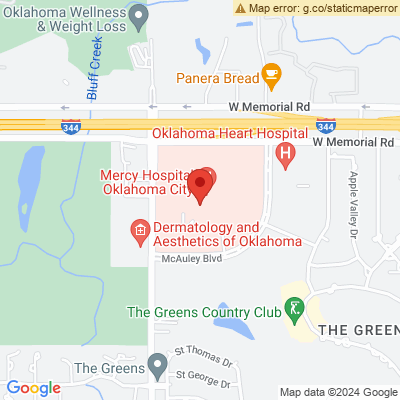 Map error: g.co/staticmaperror
Oklahoma Wellness
& Weight Loss
Bluff Creek
Panera Bread
W Memorial Rd
344
344
W Memorial Rd
Oklahoma Heart Hospital
H
Mercy Hospital
Oklahoma City
Apple Valley Dr
Dermatology and
Aesthetics of Oklahoma
McAuley Blvd
The Greens Country Club
THE GREEN
St Thomas Dr
The Greens
St George Dr
Google
Map data ©2024 Google